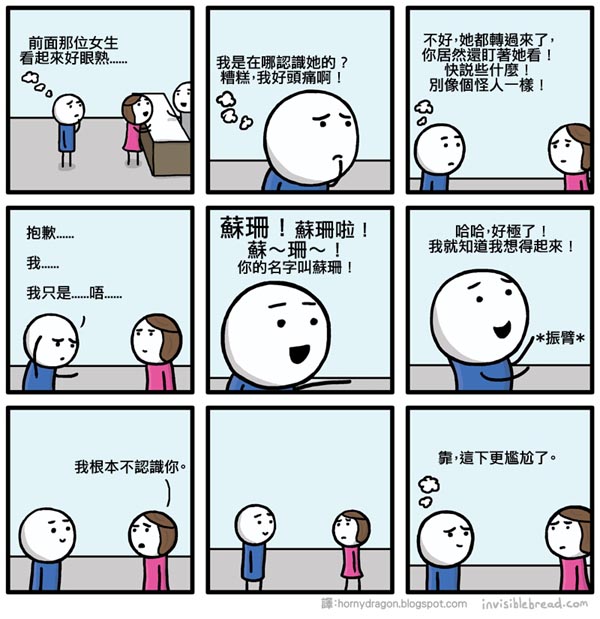 前面那位女生
看起來好眼熟......
我是在哪認識她的？
糟糕，我好頭痛啊！
不好，她都轉過來了，
你居然還盯著她看！
快說些什麼！
別像個怪人一樣！
抱歉......
我......
我只是......唔......
蘇珊！蘇珊啦！
蘇～珊～！
你的名字叫蘇珊！
哈哈，好極了！
我就知道我想得起來！
*振臂*
我根本不認識你。
靠，這下更尷尬了。
譯：hornydragon.blogspot.com invisiblebread.com